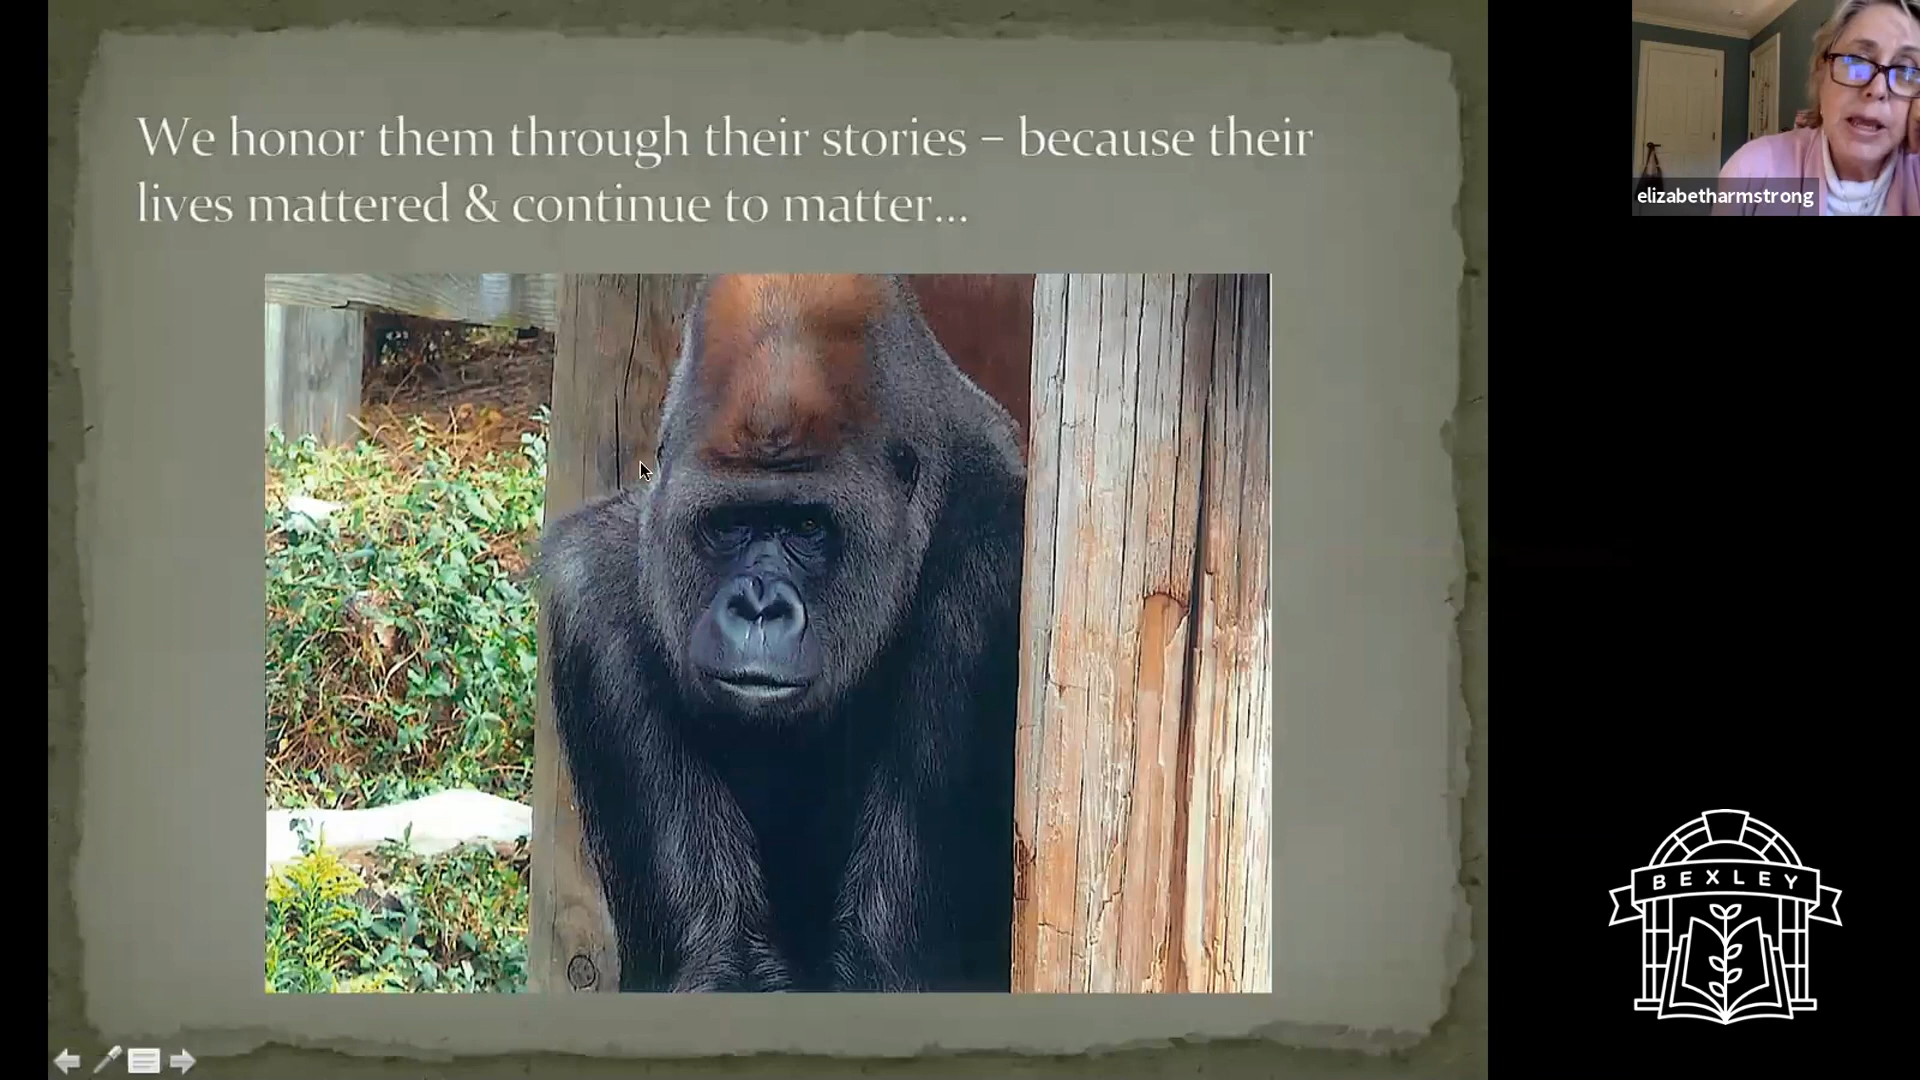 We honor them through their stories – because their
lives mattered & continue to matter...
elizabetharmstrong
BEXLEY